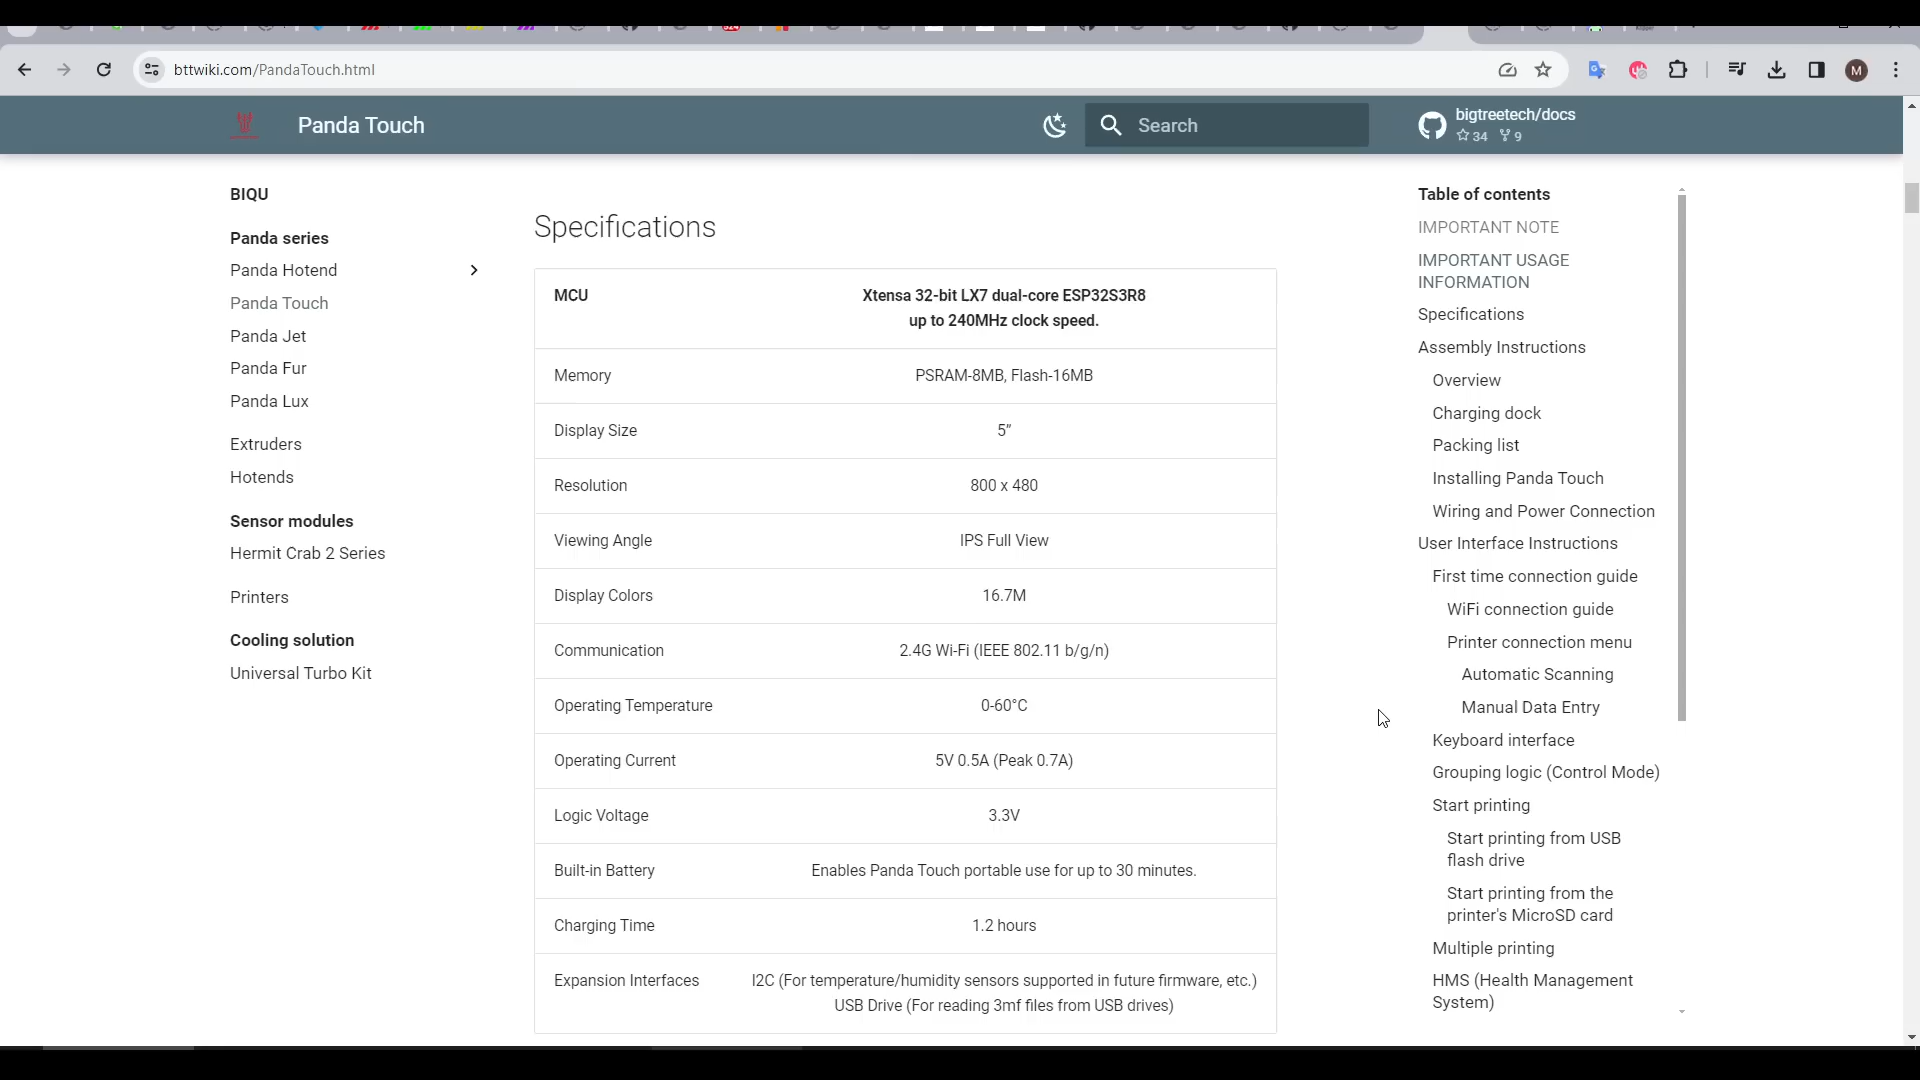 bttwiki.com/PandaTouch.html
M
Panda Touch
Search
bigtreetech/docs
34 9
BIQU
Panda series
Panda Hotend
Panda Touch
Panda Jet
Panda Fur
Panda Lux
Extruders
Hotends
Sensor modules
Hermit Crab 2 Series
Printers
Cooling solution
Universal Turbo Kit
Specifications
MCU Xtensa 32-bit LX7 dual-core ESP32S3R8
up to 240MHz clock speed.
Memory PSRAM-8MB, Flash-16MB
Display Size 5”
Resolution 800 x 480
Viewing Angle IPS Full View
Display Colors 16.7M
Communication 2.4G Wi-Fi (IEEE 802.11 b/g/n)
Operating Temperature 0-60°C
Operating Current 5V 0.5A (Peak 0.7A)
Logic Voltage 3.3V
Built-in Battery Enables Panda Touch portable use for up to 30 minutes.
Charging Time 1.2 hours
Expansion Interfaces I2C (For temperature/humidity sensors supported in future firmware, etc.)
USB Drive (For reading 3mf files from USB drives)
Table of contents
IMPORTANT NOTE
IMPORTANT USAGE
INFORMATION
Specifications
Assembly Instructions
Overview
Charging dock
Packing list
Installing Panda Touch
Wiring and Power Connection
User Interface Instructions
First time connection guide
WiFi connection guide
Printer connection menu
Automatic Scanning
Manual Data Entry
Keyboard interface
Grouping logic (Control Mode)
Start printing
Start printing from USB
flash drive
Start printing from the
printer's MicroSD card
Multiple printing
HMS (Health Management
System)